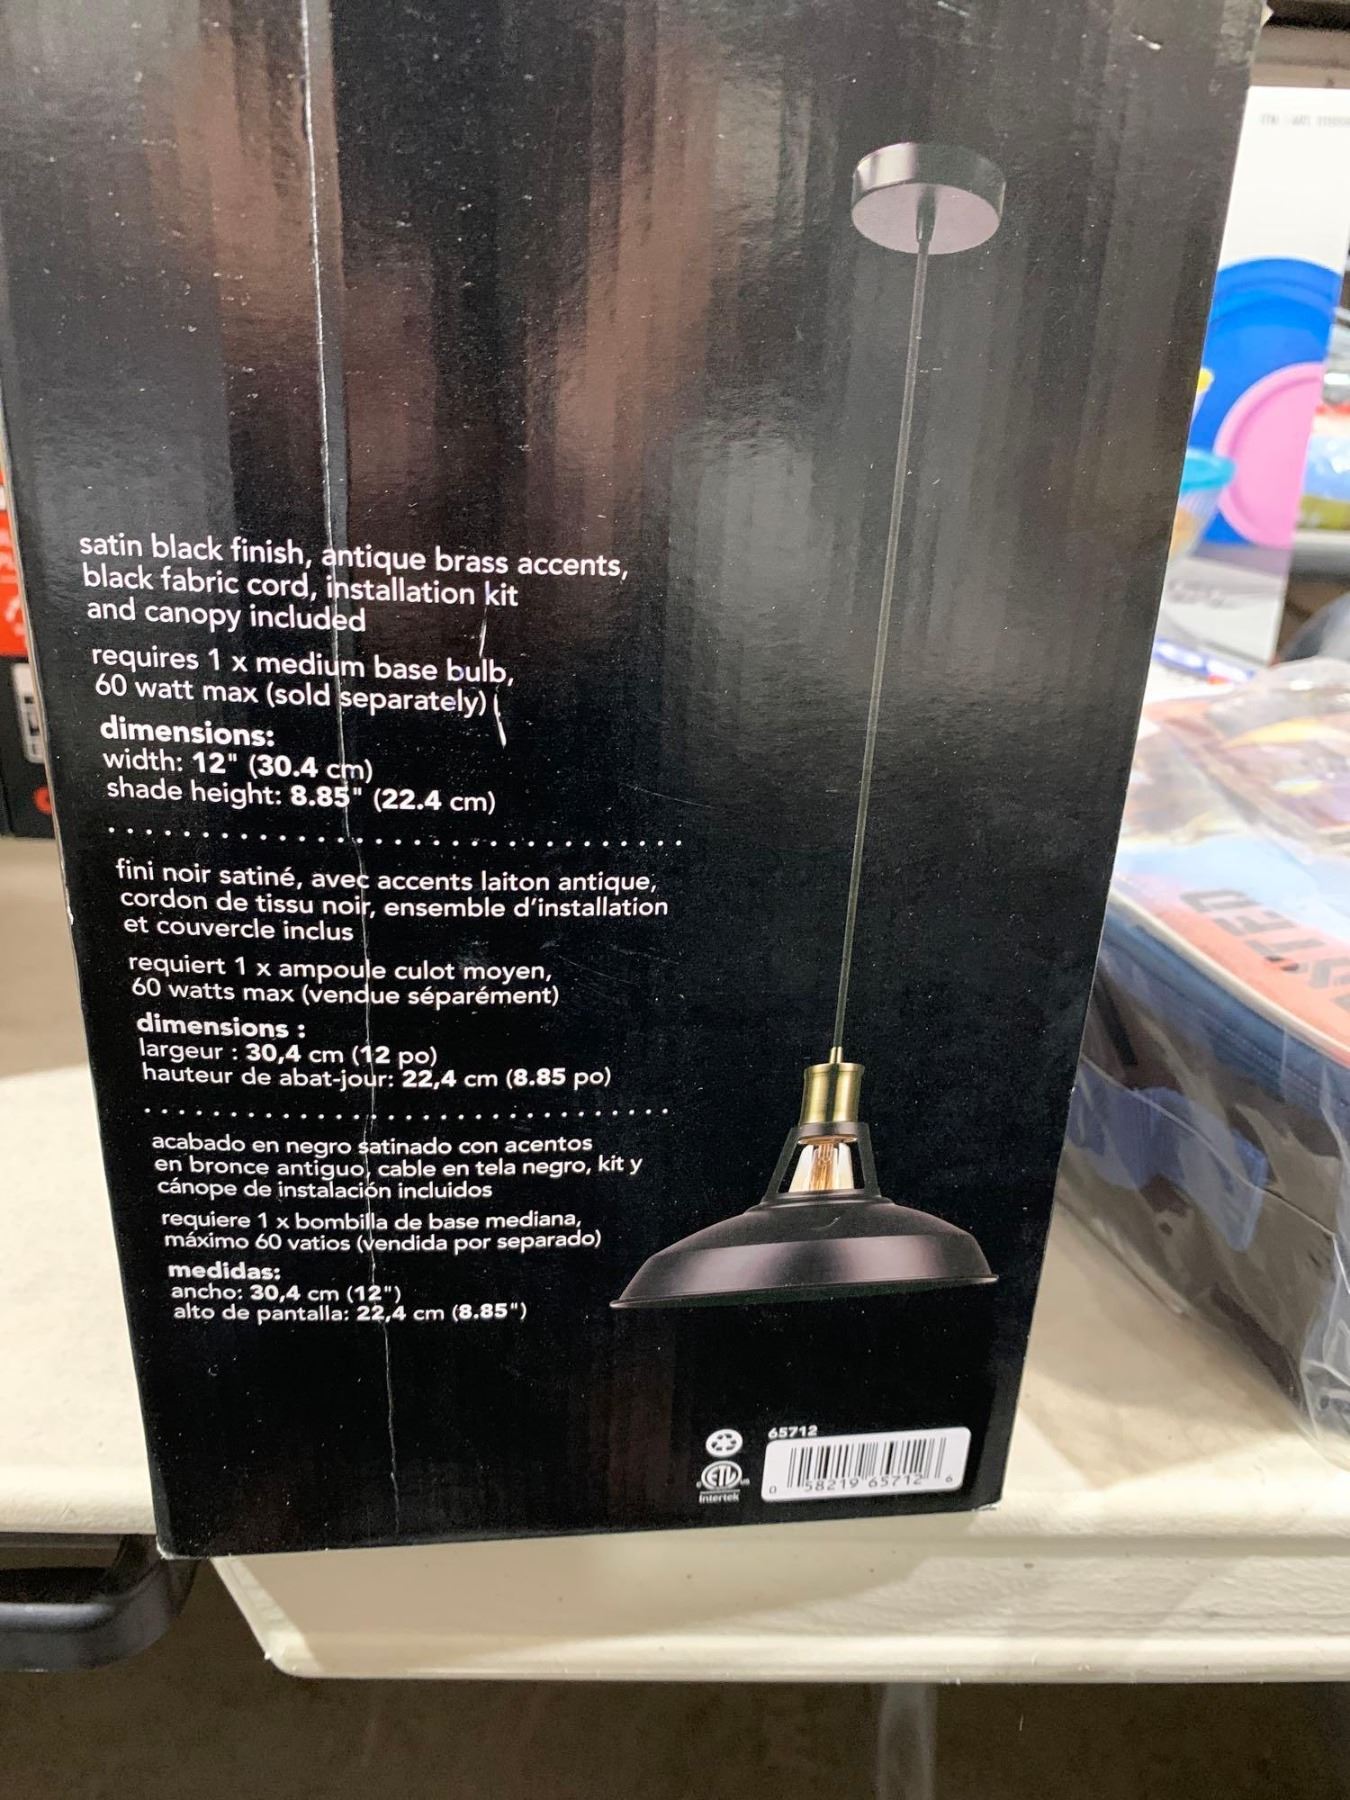 satin black finish, antique brass accents,
black fabric cord, installation kit
and canopy included
requires 1 x medium base bulb,
60 watt max (sold separately)
dimensions:
width: 12" (30.4 cm)
shade height: 8.85" (22.4 cm)
fini noir satiné, avec accents laiton antique,
cordon de tissu noir, ensemble d'installation
et couvercle inclus
requiert 1 x ampoule culot moyen,
60 watts max (vendue séparément)
dimensions :
largeur : 30,4 cm (12 po)
hauteur de abat-jour: 22,4 cm (8.85 po)
acabado en negro satinado con acentos
en bronce antiguo, cable en tela negro, kit y
cánope de instalación incluidos
requiere 1 x bombilla de base mediana,
máximo 60 vatios (vendida por separado)
medidas:
ancho: 30,4 cm (12")
alto de pantalla: 22,4 cm (8.85")
65712
ETL
Intertek
0 58219 65712 6